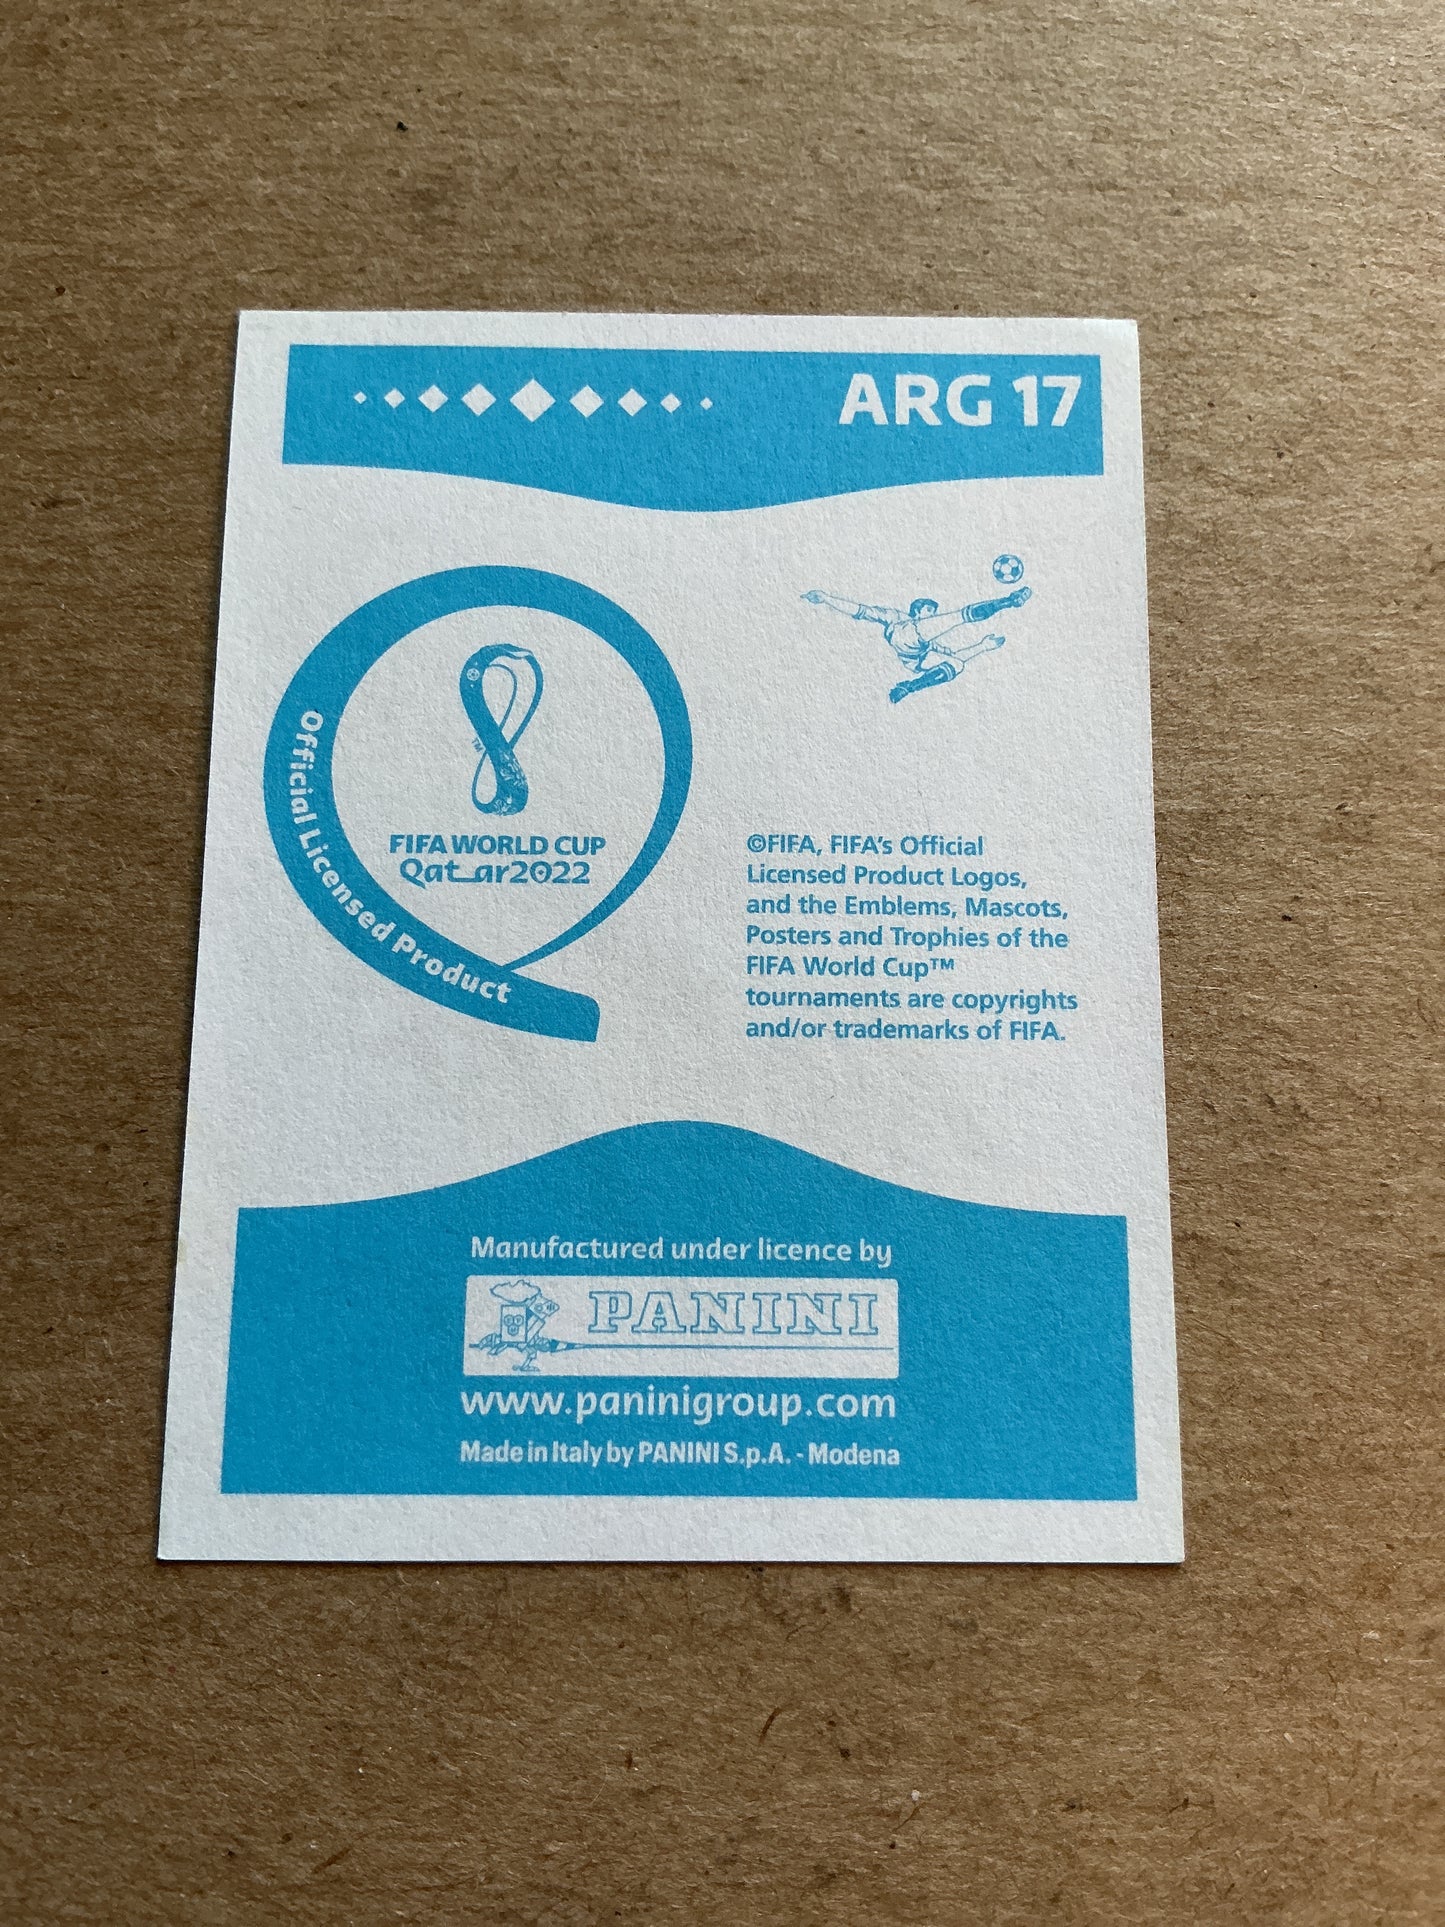 ARG 17
Official Licensed Product
TM
FIFA WORLD CUP
Qatar2022
©FIFA, FIFA's Official
Licensed Product Logos,
and the Emblems, Mascots,
Posters and Trophies of the
FIFA World Cup™
tournaments are copyrights
and/or trademarks of FIFA.
Manufactured under licence by
PANINI
www.paninigroup.com
Made in Italy by PANINI S.p.A. - Modena